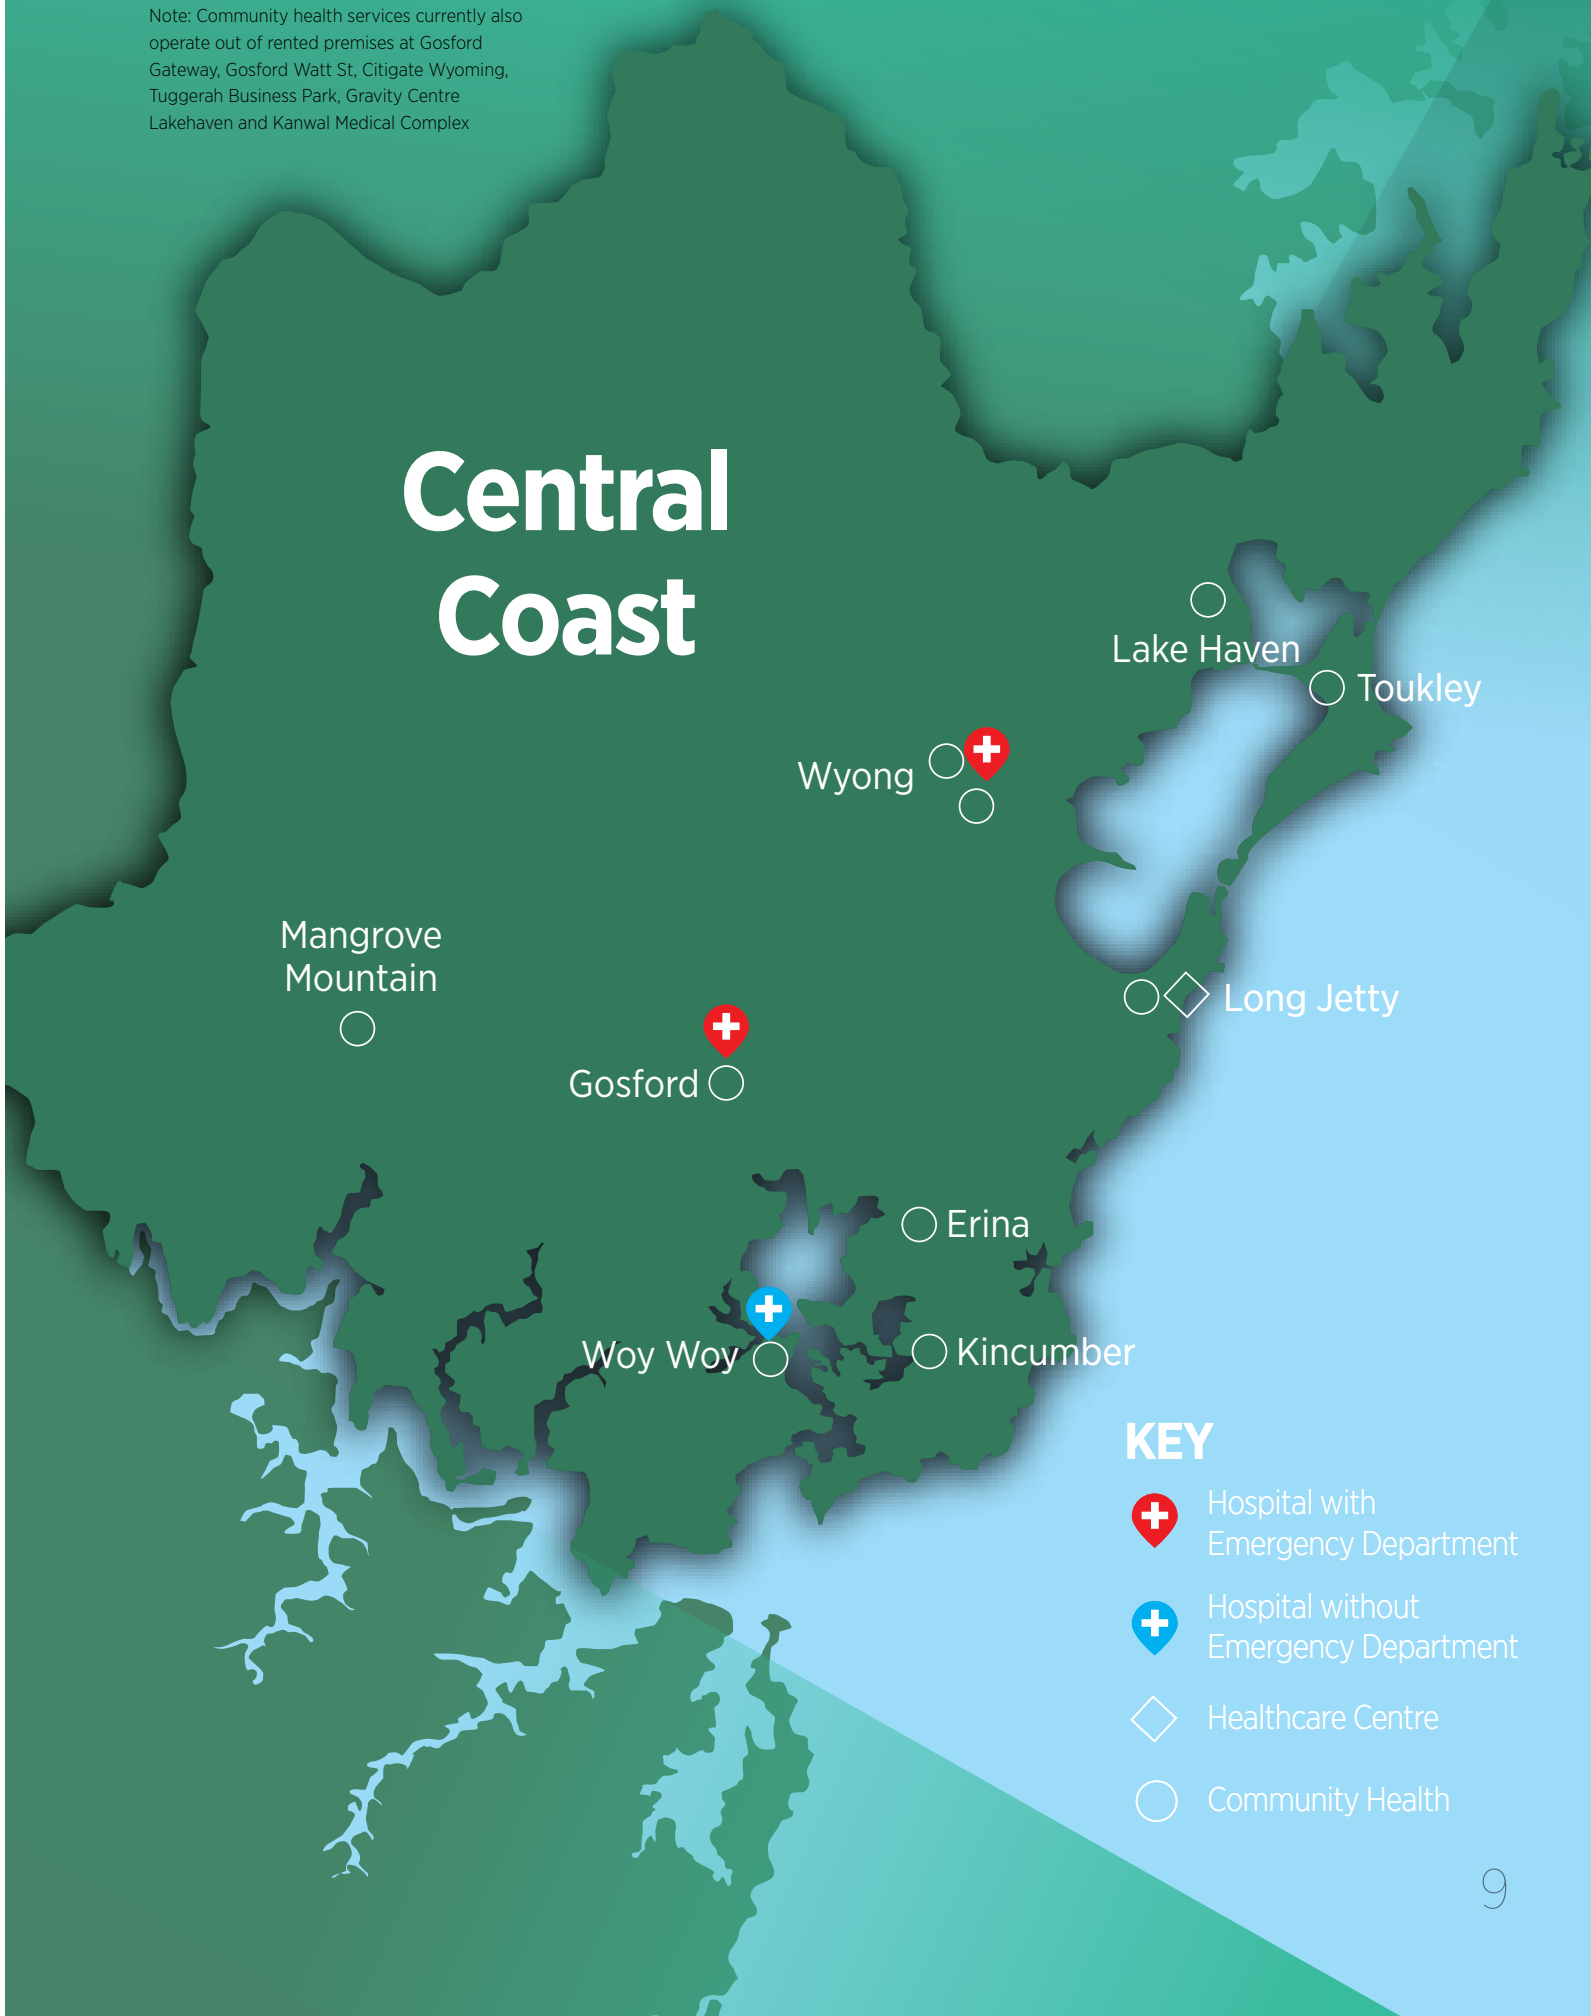 Note: Community health services currently also
operate out of rented premises at Gosford
Gateway, Gosford Watt St, Citigate Wyoming,
Tuggerah Business Park, Gravity Centre
Lakehaven and Kanwal Medical Complex
Central
Coast
Lake Haven
Toukley
Wyong
Mangrove
Mountain
Long Jetty
Gosford
Erina
Woy Woy
Kincumber
KEY
Hospital with
Emergency Department
Hospital without
Emergency Department
Healthcare Centre
Community Health
9